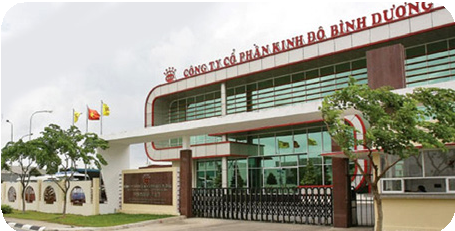 CÔNG TY CỔ PHẦN KINH ĐÔ BÌNH DƯƠNG